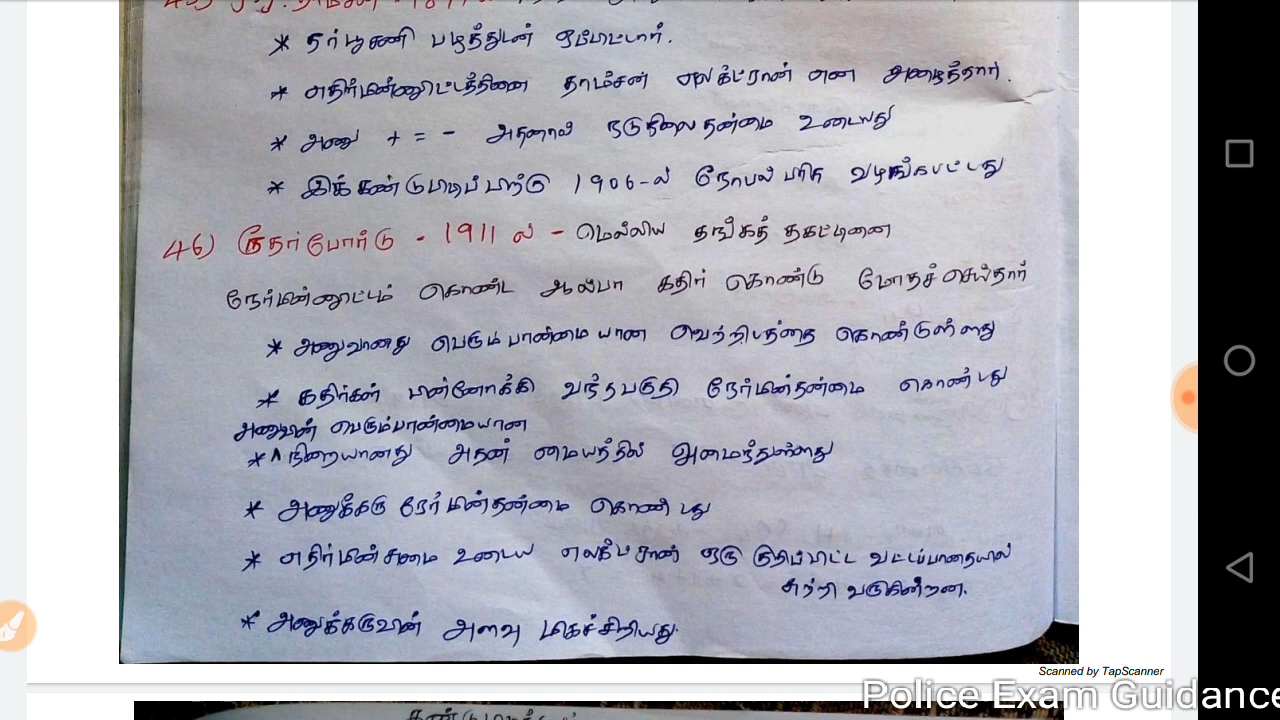 * தர்பூசணி பழத்துடன் ஒப்பிட்டார்.
* எதிர்மின்னூட்டத்தினை தாம்சன் எலக்ட்ரான் என அழைத்தார்.
* அணு + = - அதனால் நடுநிலை தன்மை உடையது
* இக்கண்டுபிடிப்பிற்கு 1906-ல் நோபல் பரிசு வழங்கப்பட்டது
46) ரூதர்போர்டு - 1911 ல் - மெல்லிய தங்கத் தகட்டினை
நேர்மின்னூட்டம் கொண்ட ஆல்பா கதிர் கொண்டு மோதச் செய்தார்
* அணுவானது பெரும்பான்மையான வெற்றிடத்தை கொண்டுள்ளது
* கதிர்கள் பின்னோக்கி வந்தபகுதி நேர்மின்தன்மை கொண்டது
அணுவின் பெரும்பான்மையான
* ^ நிறையானது அதன் மையத்தில் அமைந்துள்ளது
* அணுக்கரு நேர்மின்தன்மை கொண்டது
* எதிர்மின்சுமை உடைய எலக்ட்ரான் ஒரு குறிப்பிட்ட வட்டப்பாதையில்
சுற்றி வருகின்றன.
* அணுக்கருவின் அளவு மிகச்சிறியது.
Scanned by TapScanner
Police Exam Guidance